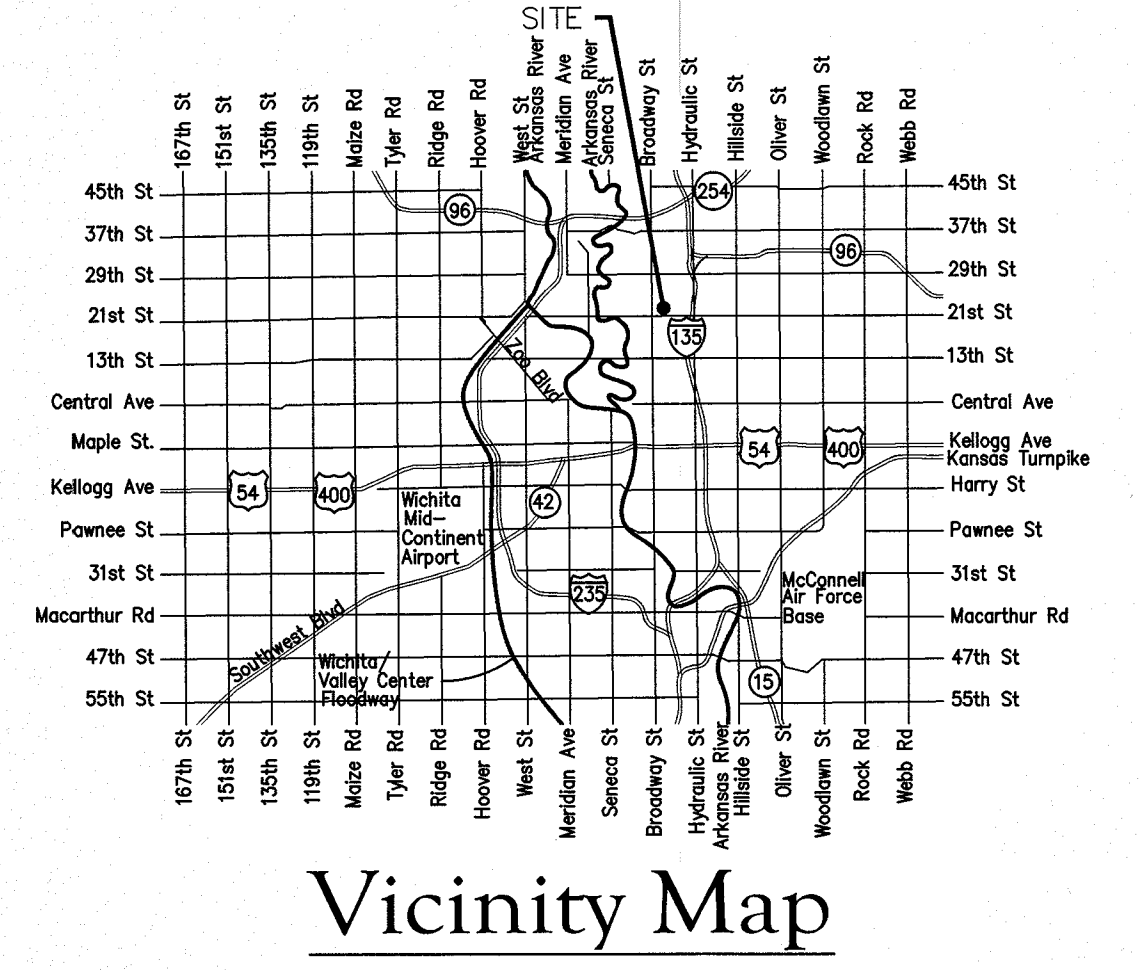 SITE
167th St
151st St
135th St
119th St
Maize Rd
Tyler Rd
Ridge Rd
Hoover Rd
West St
Arkansas River
Meridian Ave
Arkansas River
Seneca St
Broadway St
Hydraulic St
Hillside St
Oliver St
Woodlawn St
Rock Rd
Webb Rd
45th St
254
45th St
96
37th St
37th St
96
29th St
29th St
21st St
21st St
135
13th St
13th St
Zoo Blvd
Central Ave
Central Ave
Maple St.
54
400
Kellogg Ave
Kansas Turnpike
Kellogg Ave
54
400
Harry St
Wichita
Mid-
Continent
Airport
42
Pawnee St
Pawnee St
31st St
31st St
McConnell
Air Force
Base
235
Macarthur Rd
Macarthur Rd
Southwest Blvd
47th St
47th St
Wichita/
Valley Center
Floodway
15
55th St
55th St
167th St
151st St
135th St
119th St
Maize Rd
Tyler Rd
Ridge Rd
Hoover Rd
West St
Meridian Ave
Seneca St
Broadway St
Hydraulic St
Arkansas River
Hillside St
Oliver St
Woodlawn St
Rock Rd
Webb Rd
Vicinity Map